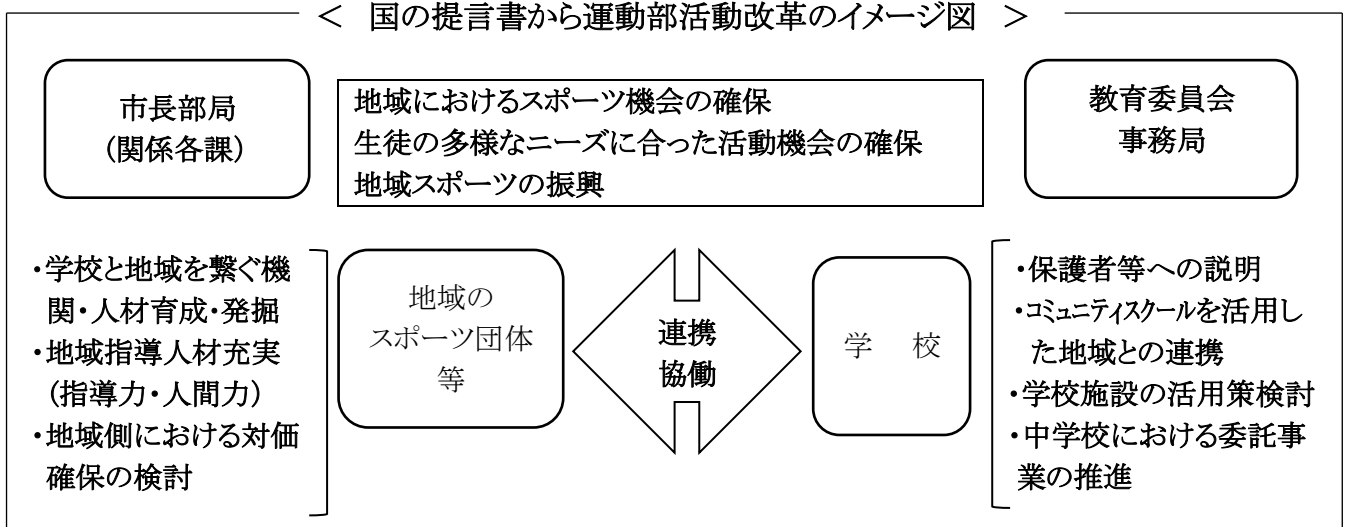 ＜ 国の提言書から運動部活動改革のイメージ図 ＞
市長部局
(関係各課)
地域におけるスポーツ機会の確保
生徒の多様なニーズに合った活動機会の確保
地域スポーツの振興
教育委員会
事務局
・学校と地域を繋ぐ機
関・人材育成・発掘
・地域指導人材充実
(指導力・人間力)
・地域側における対価
確保の検討
地域の
スポーツ団体
等
連携
協働
学 校
・保護者等への説明
・コミュニティスクールを活用し
た地域との連携
・学校施設の活用策検討
・中学校における委託事
業の推進